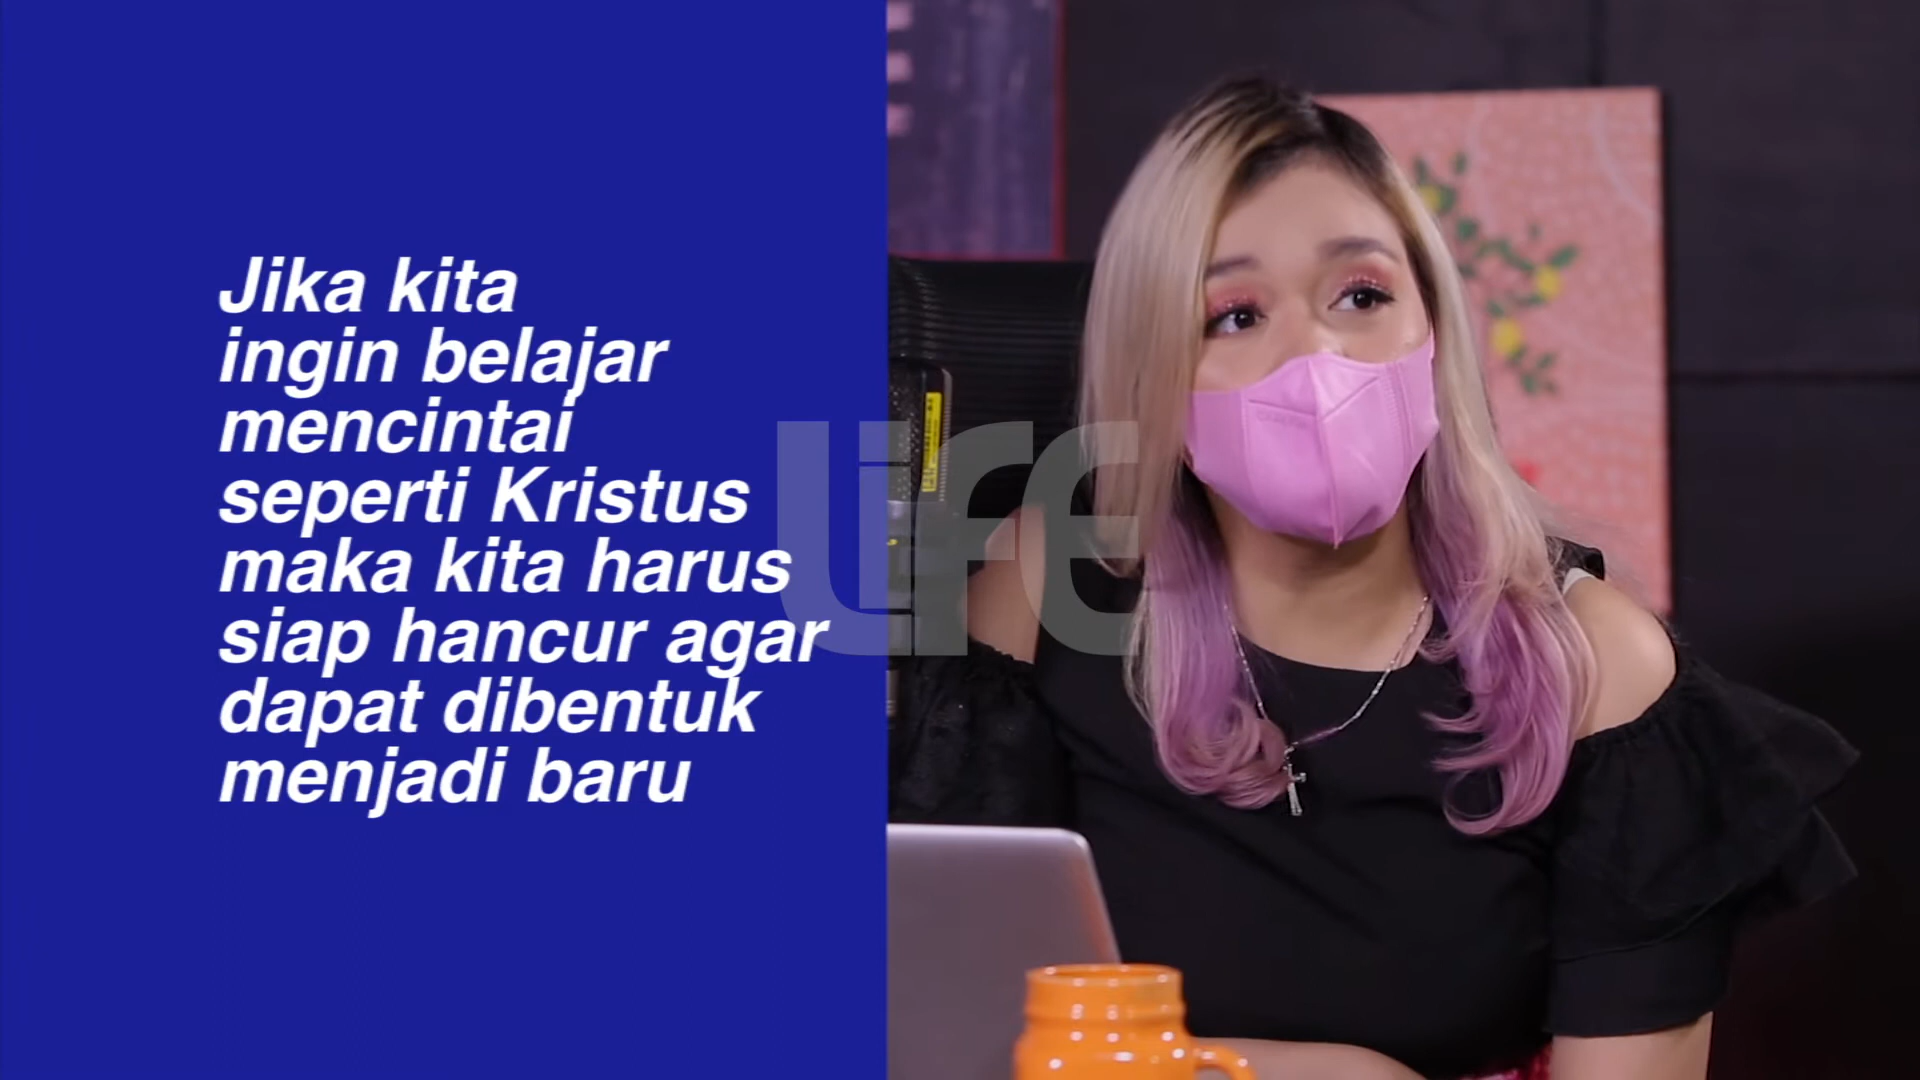 Jika kita
ingin belajar
mencintai
seperti Kristus
maka kita harus
siap hancur agar
dapat dibentuk
menjadi baru
LiFE